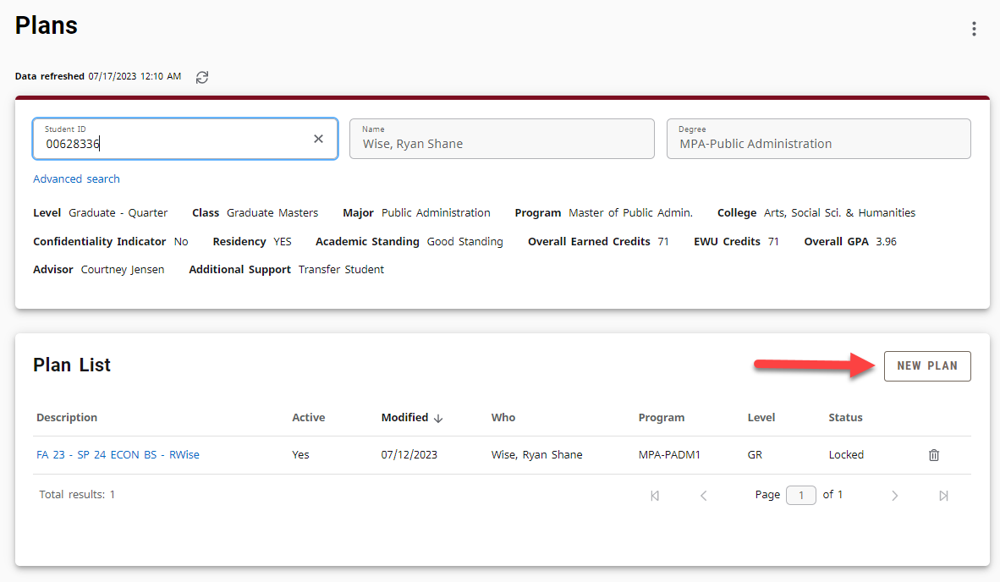 Plans
Data refreshed 07/17/2023 12:10 AM
Student ID
00628336
Name
Wise, Ryan Shane
Degree
MPA-Public Administration
Advanced search
Level Graduate - Quarter Class Graduate Masters Major Public Administration Program Master of Public Admin. College Arts, Social Sci. & Humanities
Confidentiality Indicator No Residency YES Academic Standing Good Standing Overall Earned Credits 71 EWU Credits 71 Overall GPA 3.96
Advisor Courtney Jensen Additional Support Transfer Student
Plan List
NEW PLAN
Description Active Modified Who Program Level Status
FA 23 - SP 24 ECON BS - RWise Yes 07/12/2023 Wise, Ryan Shane MPA-PADM1 GR Locked
Total results: 1 Page 1 of 1